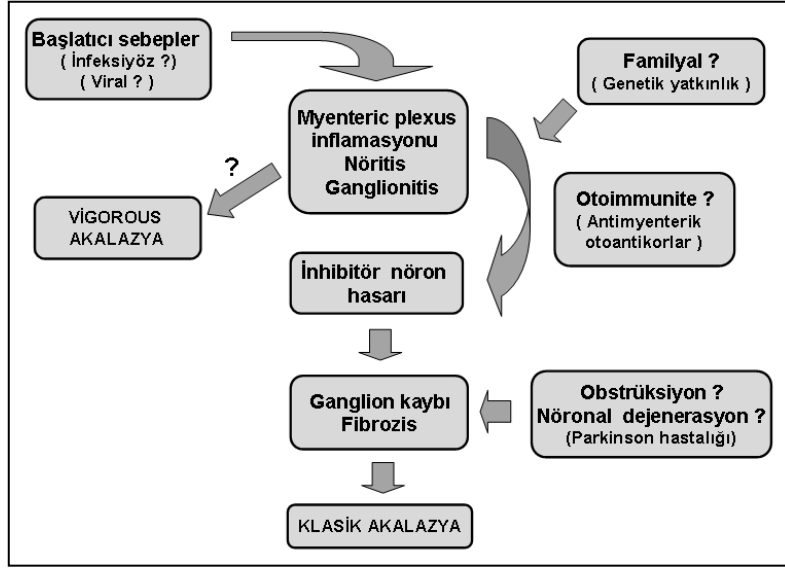 Başlatıcı sebepler
( İnfeksiyöz ?)
( Viral ? )
Familyal ?
( Genetik yatkınlık )
Myenteric plexus
inflamasyonu
Nöritis
Ganglionitis
?
VİGOROUS
AKALAZYA
Otoimmunite ?
( Antimyenterik
otoantikorlar )
İnhibitör nöron
hasarı
Ganglion kaybı
Fibrozis
Obstrüksiyon ?
Nöronal dejenerasyon ?
(Parkinson hastalığı)
KLASİK AKALAZYA